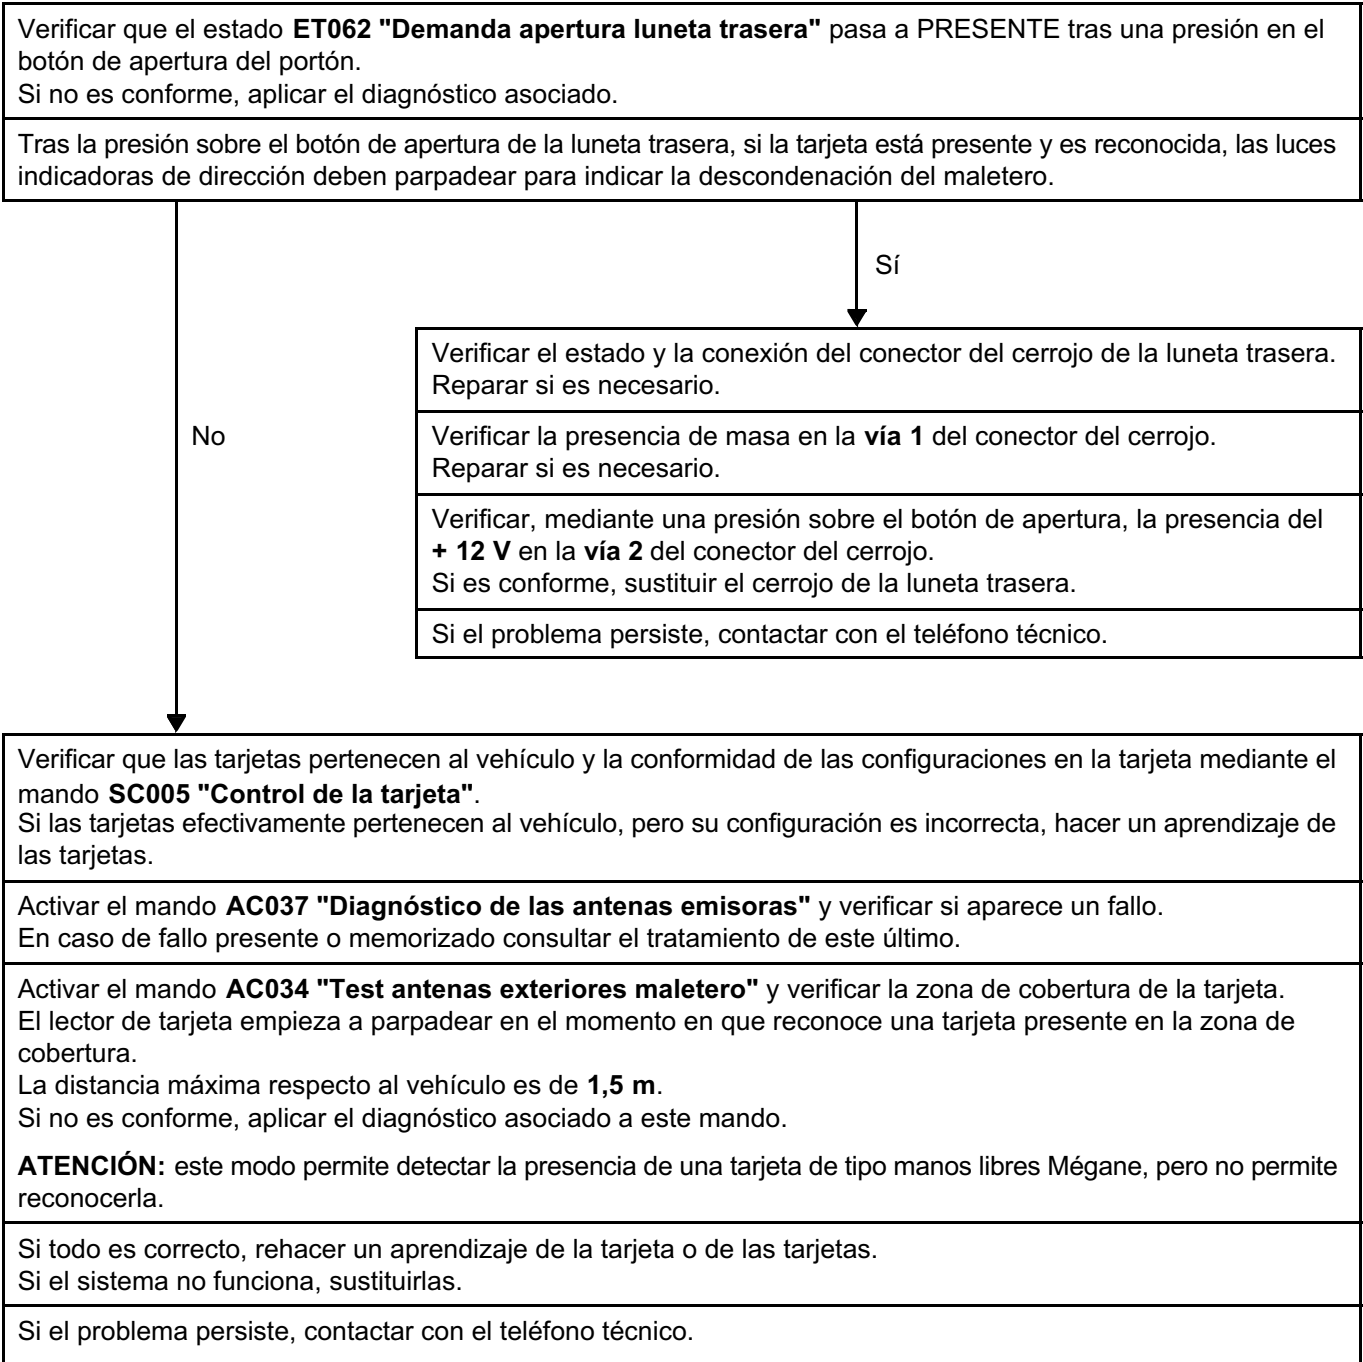 Verificar que el estado ET062 "Demanda apertura luneta trasera" pasa a PRESENTE tras una presión en el
botón de apertura del portón.
Si no es conforme, aplicar el diagnóstico asociado.
Tras la presión sobre el botón de apertura de la luneta trasera, si la tarjeta está presente y es reconocida, las luces
indicadoras de dirección deben parpadear para indicar la descondenación del maletero.
Sí
Verificar el estado y la conexión del conector del cerrojo de la luneta trasera.
Reparar si es necesario.
No
Verificar la presencia de masa en la vía 1 del conector del cerrojo.
Reparar si es necesario.
Verificar, mediante una presión sobre el botón de apertura, la presencia del
+ 12 V en la vía 2 del conector del cerrojo.
Si es conforme, sustituir el cerrojo de la luneta trasera.
Si el problema persiste, contactar con el teléfono técnico.
Verificar que las tarjetas pertenecen al vehículo y la conformidad de las configuraciones en la tarjeta mediante el
mando SC005 "Control de la tarjeta".
Si las tarjetas efectivamente pertenecen al vehículo, pero su configuración es incorrecta, hacer un aprendizaje de
las tarjetas.
Activar el mando AC037 "Diagnóstico de las antenas emisoras" y verificar si aparece un fallo.
En caso de fallo presente o memorizado consultar el tratamiento de este último.
Activar el mando AC034 "Test antenas exteriores maletero" y verificar la zona de cobertura de la tarjeta.
El lector de tarjeta empieza a parpadear en el momento en que reconoce una tarjeta presente en la zona de
cobertura.
La distancia máxima respecto al vehículo es de 1,5 m.
Si no es conforme, aplicar el diagnóstico asociado a este mando.
ATENCIÓN: este modo permite detectar la presencia de una tarjeta de tipo manos libres Mégane, pero no permite
reconocerla.
Si todo es correcto, rehacer un aprendizaje de la tarjeta o de las tarjetas.
Si el sistema no funciona, sustituirlas.
Si el problema persiste, contactar con el teléfono técnico.